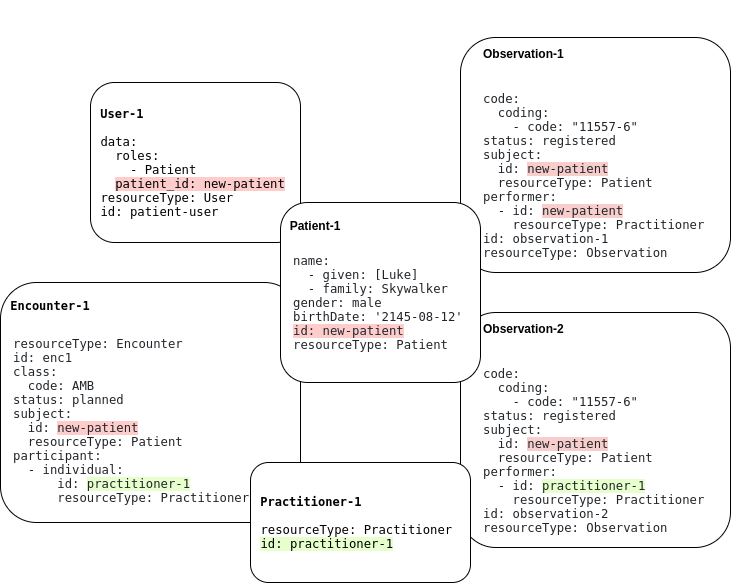 User-1
data:
  roles:
    - Patient
  patient_id: new-patient
resourceType: User
id: patient-user
Observation-1
code:
  coding:
    - code: "11557-6"
status: registered
subject:
  id: new-patient
  resourceType: Patient
performer:
  - id: new-patient
    resourceType: Practitioner
id: observation-1
resourceType: Observation
Patient-1
name:
  - given: [Luke]
  - family: Skywalker
gender: male
birthDate: '2145-08-12'
id: new-patient
resourceType: Patient
Encounter-1
resourceType: Encounter
id: enc1
class:
  code: AMB
status: planned
subject:
  id: new-patient
  resourceType: Patient
participant:
  - individual:
      id: practitioner-1
      resourceType: Practitioner
Observation-2
code:
  coding:
    - code: "11557-6"
status: registered
subject:
  id: new-patient
  resourceType: Patient
performer:
  - id: practitioner-1
    resourceType: Practitioner
id: observation-2
resourceType: Observation
Practitioner-1
resourceType: Practitioner
id: practitioner-1